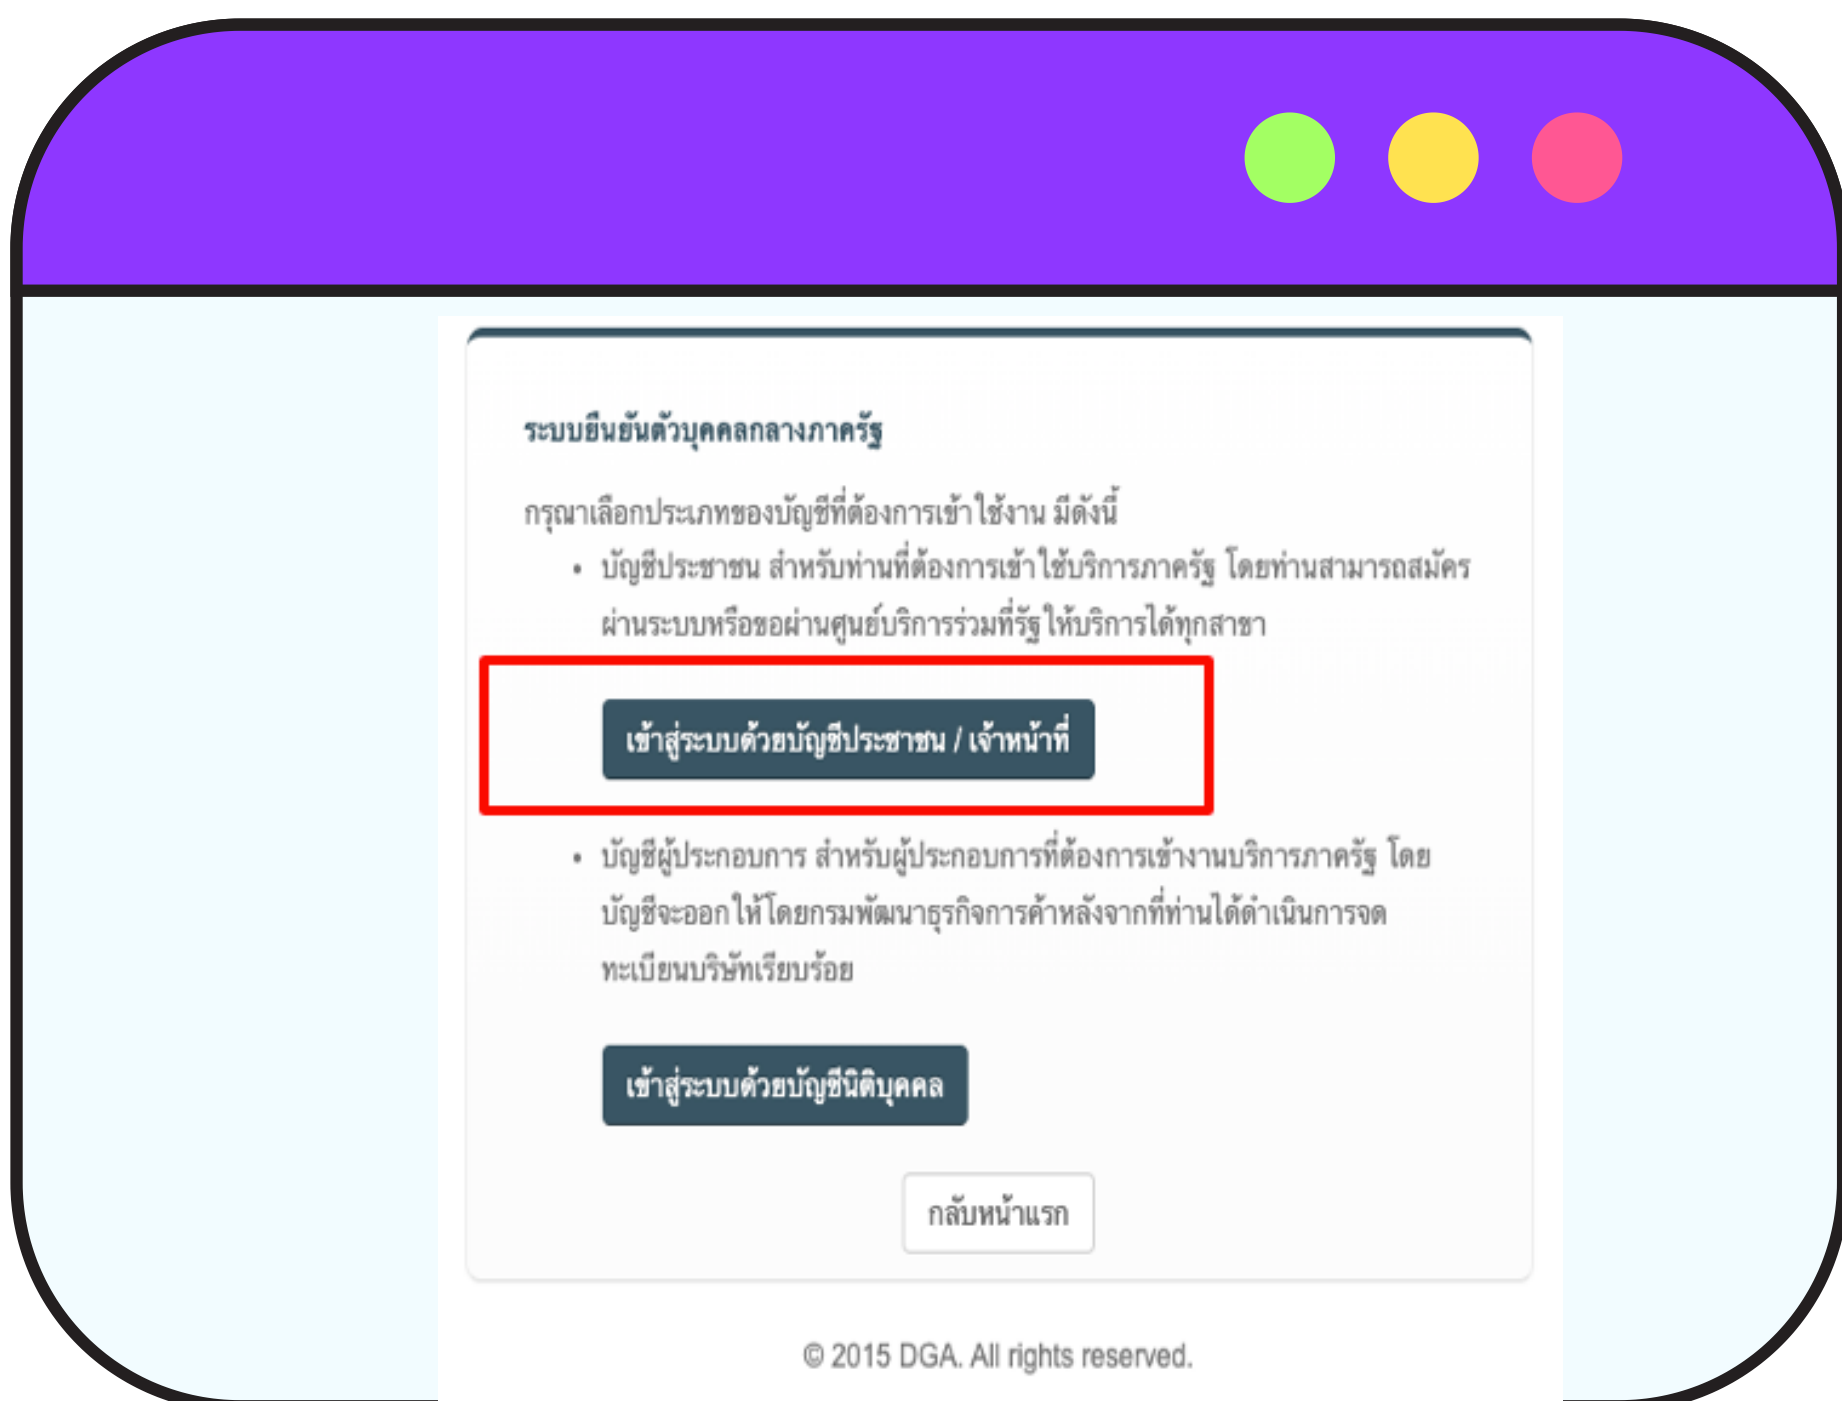 ระบบยืนยันตัวบุคคลกลางภาครัฐ
กรุณาเลือกประเภทของบัญชีที่ต้องการเข้าใช้งาน มีดังนี้
• บัญชีประชาชน สำหรับท่านที่ต้องการเข้าใช้บริการภาครัฐ โดยท่านสามารถสมัคร
ผ่านระบบหรือขอผ่านศูนย์บริการร่วมที่รัฐให้บริการได้ทุกสาขา
เข้าสู่ระบบด้วยบัญชีประชาชน / เจ้าหน้าที่
• บัญชีผู้ประกอบการ สำหรับผู้ประกอบการที่ต้องการเข้างานบริการภาครัฐ โดย
บัญชีจะออกให้โดยกรมพัฒนาธุรกิจการค้าหลังจากที่ท่านได้ดำเนินการจด
ทะเบียนบริษัทเรียบร้อย
เข้าสู่ระบบด้วยบัญชีนิติบุคคล
กลับหน้าแรก
© 2015 DGA. All rights reserved.